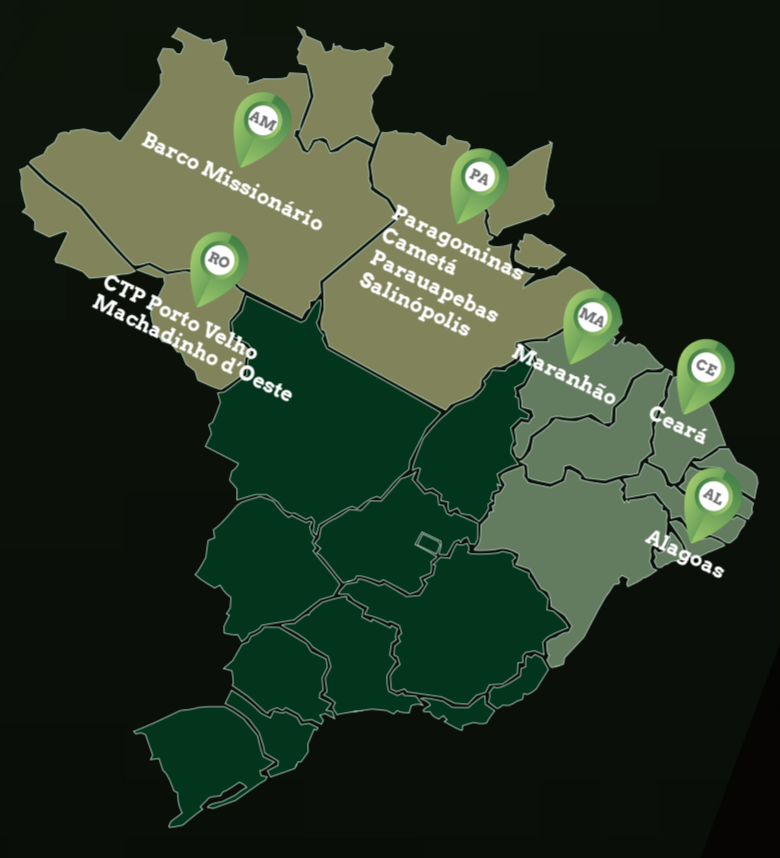 AM
Barco Missionário
PA
Paragominas
Cametá
Parauapebas
Salinópolis
RO
CTP Porto Velho
Machadinho d'Oeste
MA
Maranhão
CE
Ceará
AL
Alagoas